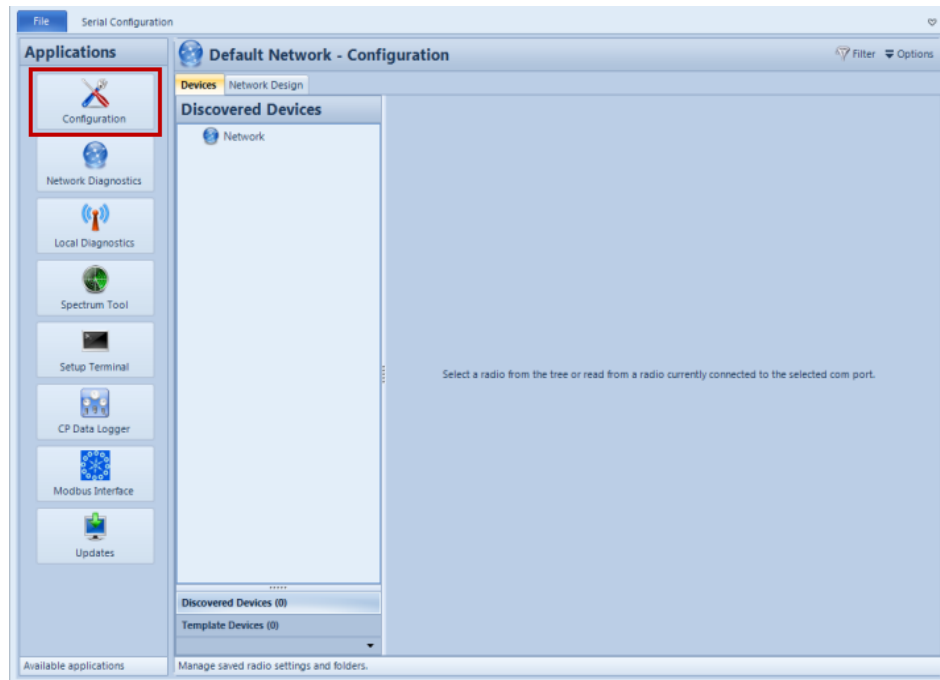 File Serial Configuration
Applications
Configuration
Network Diagnostics
Local Diagnostics
Spectrum Tool
Setup Terminal
CP Data Logger
Modbus Interface
Updates
Available applications
Default Network - Configuration
Filter Options
Devices Network Design
Discovered Devices
Network
Select a radio from the tree or read from a radio currently connected to the selected com port.
Discovered Devices (0)
Template Devices (0)
Manage saved radio settings and folders.